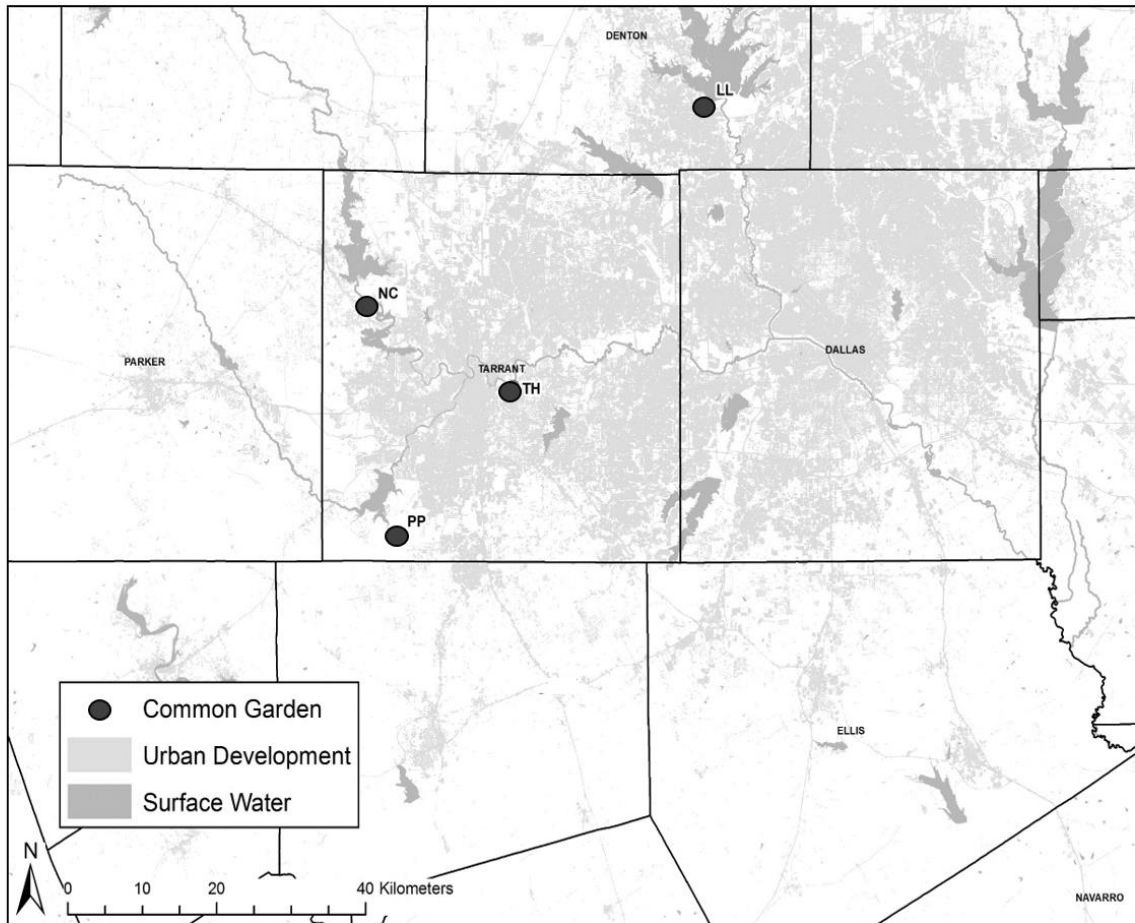 DENTON
LL
NC
PARKER
TARRANT
TH
DALLAS
PP
Common Garden
Urban Development
Surface Water
ELLIS
N
0 10 20 40 Kilometers
NAVARRO